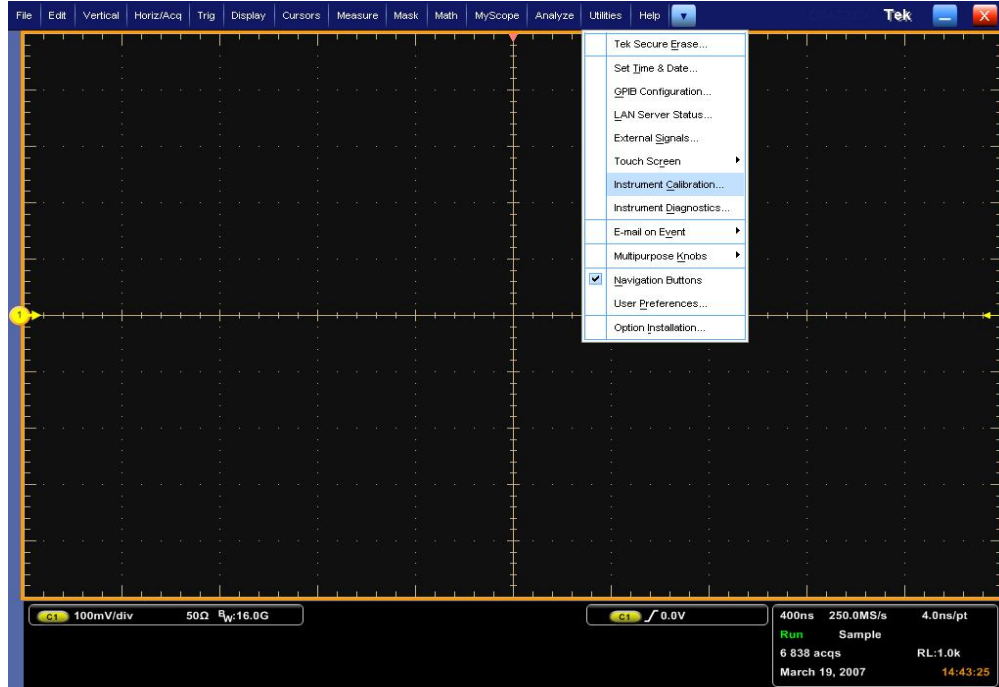 File Edit Vertical Horiz/Acq Trig Display Cursors Measure Mask Math MyScope Analyze Utilities Help Tek X
Tek Secure Erase...
Set Time & Date...
GPIB Configuration...
LAN Server Status...
External Signals...
Touch Screen
Instrument Calibration...
Instrument Diagnostics...
E-mail on Event
Multipurpose Knobs
Navigation Buttons
User Preferences...
Option Installation...
1
C1 100mV/div 50Ω BW:16.0G
C1 0.0V
400ns 250.0MS/s 4.0ns/pt
Run Sample
6 838 acqs RL:1.0k
March 19, 2007 14:43:25